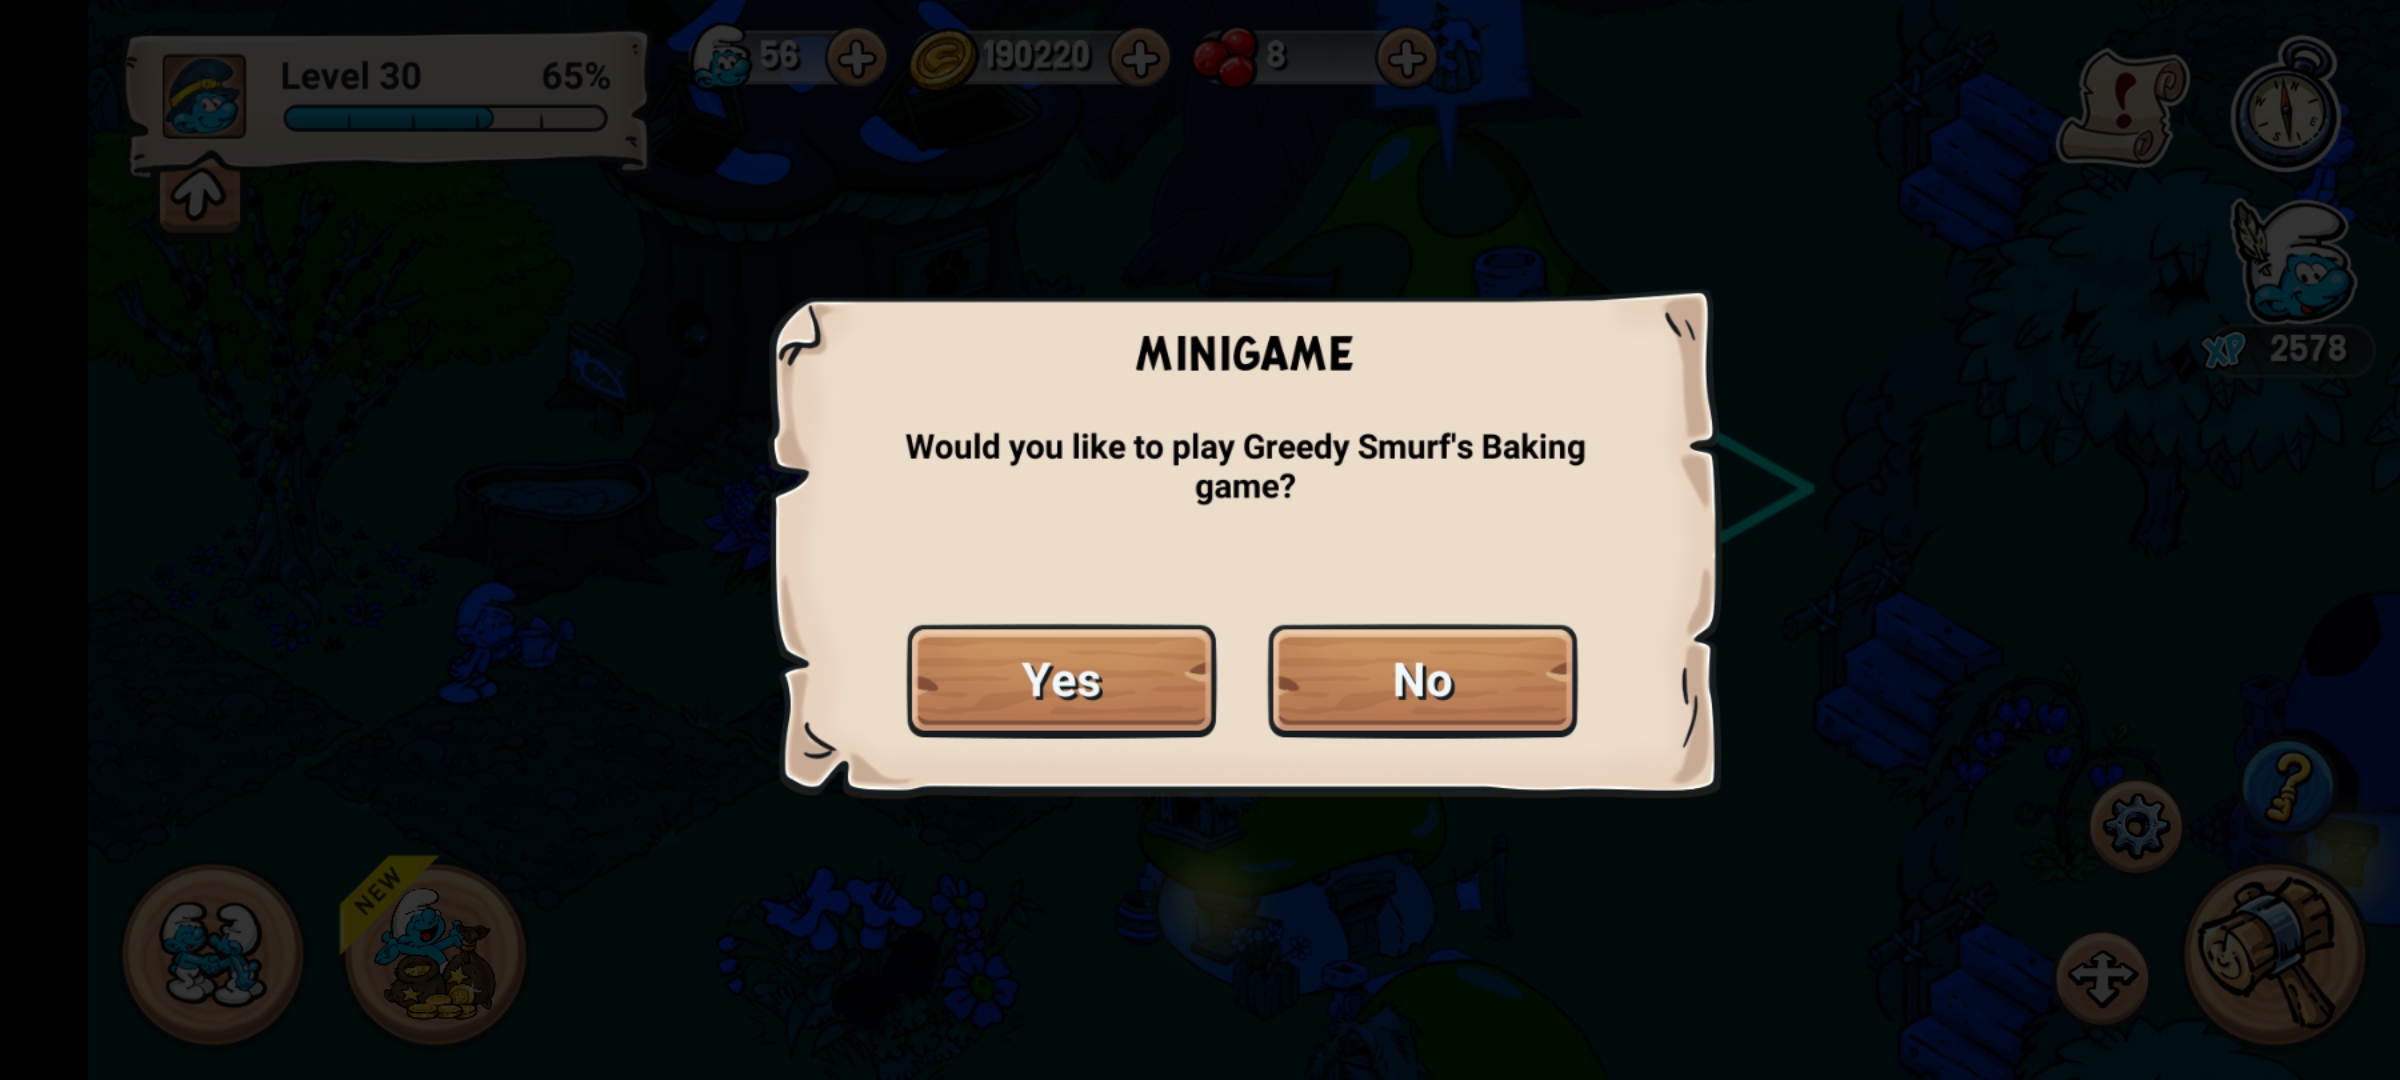 Level 30 65%
56
190220
8
XP 2578
MINIGAME
Would you like to play Greedy Smurf's Baking
game?
Yes
No
NEW